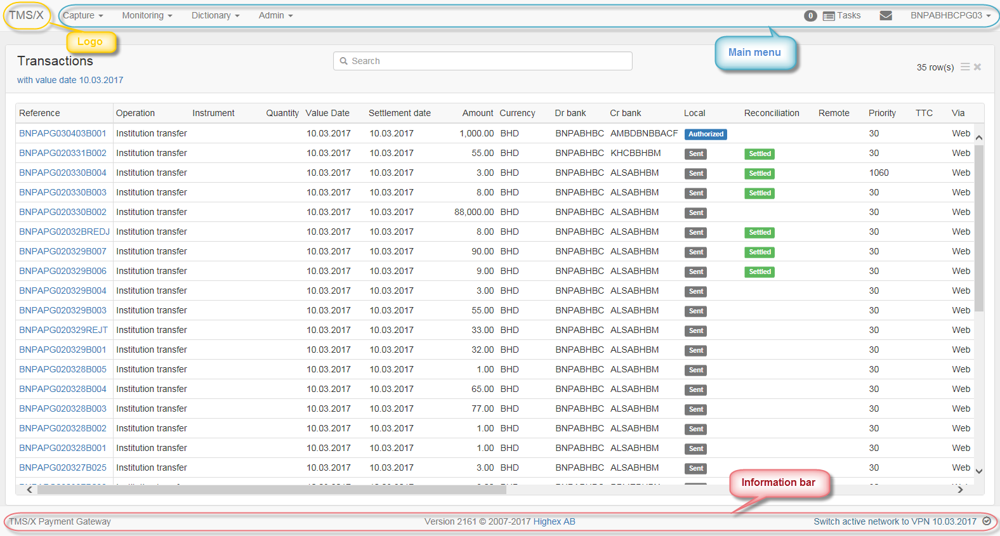 TMS/X Capture Monitoring Dictionary Admin 0 Tasks BNPABHBCPG03
Logo
Main menu
Transactions
Search
35 row(s)
with value date 10.03.2017
Reference Operation Instrument Quantity Value Date Settlement date Amount Currency Dr bank Cr bank Local Reconciliation Remote Priority TTC Via
BNPAPG030403B001 Institution transfer 10.03.2017 10.03.2017 1,000.00 BHD BNPABHBC AMBDBNBBACF Authorized 30 Web
BNPAPG020331B002 Institution transfer 10.03.2017 10.03.2017 55.00 BHD BNPABHBC KHCBBHBM Sent Settled 30 Web
BNPAPG020330B004 Institution transfer 10.03.2017 10.03.2017 3.00 BHD BNPABHBC ALSABHBM Sent Settled 1060 Web
BNPAPG020330B003 Institution transfer 10.03.2017 10.03.2017 8.00 BHD BNPABHBC ALSABHBM Sent Settled 30 Web
BNPAPG020330B002 Institution transfer 10.03.2017 10.03.2017 88,000.00 BHD BNPABHBC ALSABHBM Sent 30 Web
BNPAPG02032BREDJ Institution transfer 10.03.2017 10.03.2017 8.00 BHD BNPABHBC ALSABHBM Sent Settled 30 Web
BNPAPG020329B007 Institution transfer 10.03.2017 10.03.2017 90.00 BHD BNPABHBC ALSABHBM Sent Settled 30 Web
BNPAPG020329B006 Institution transfer 10.03.2017 10.03.2017 9.00 BHD BNPABHBC ALSABHBM Sent Settled 30 Web
BNPAPG020329B004 Institution transfer 10.03.2017 10.03.2017 3.00 BHD BNPABHBC ALSABHBM Sent 30 Web
BNPAPG020329B003 Institution transfer 10.03.2017 10.03.2017 55.00 BHD BNPABHBC ALSABHBM Sent 30 Web
BNPAPG020329REJT Institution transfer 10.03.2017 10.03.2017 33.00 BHD BNPABHBC ALSABHBM Sent 30 Web
BNPAPG020329B001 Institution transfer 10.03.2017 10.03.2017 32.00 BHD BNPABHBC ALSABHBM Sent 30 Web
BNPAPG020328B005 Institution transfer 10.03.2017 10.03.2017 1.00 BHD BNPABHBC ALSABHBM Sent 30 Web
BNPAPG020328B004 Institution transfer 10.03.2017 10.03.2017 65.00 BHD BNPABHBC ALSABHBM Sent 30 Web
BNPAPG020328B003 Institution transfer 10.03.2017 10.03.2017 77.00 BHD BNPABHBC ALSABHBM Sent 30 Web
BNPAPG020328B002 Institution transfer 10.03.2017 10.03.2017 1.00 BHD BNPABHBC ALSABHBM Sent 30 Web
BNPAPG020328B001 Institution transfer 10.03.2017 10.03.2017 1.00 BHD BNPABHBC ALSABHBM Sent 30 Web
BNPAPG020327B025 Institution transfer 10.03.2017 10.03.2017 3.00 BHD BNPABHBC ALSABHBM Sent 30 Web
Information bar
TMS/X Payment Gateway Version 2161 © 2007-2017 Highex AB Switch active network to VPN 10.03.2017